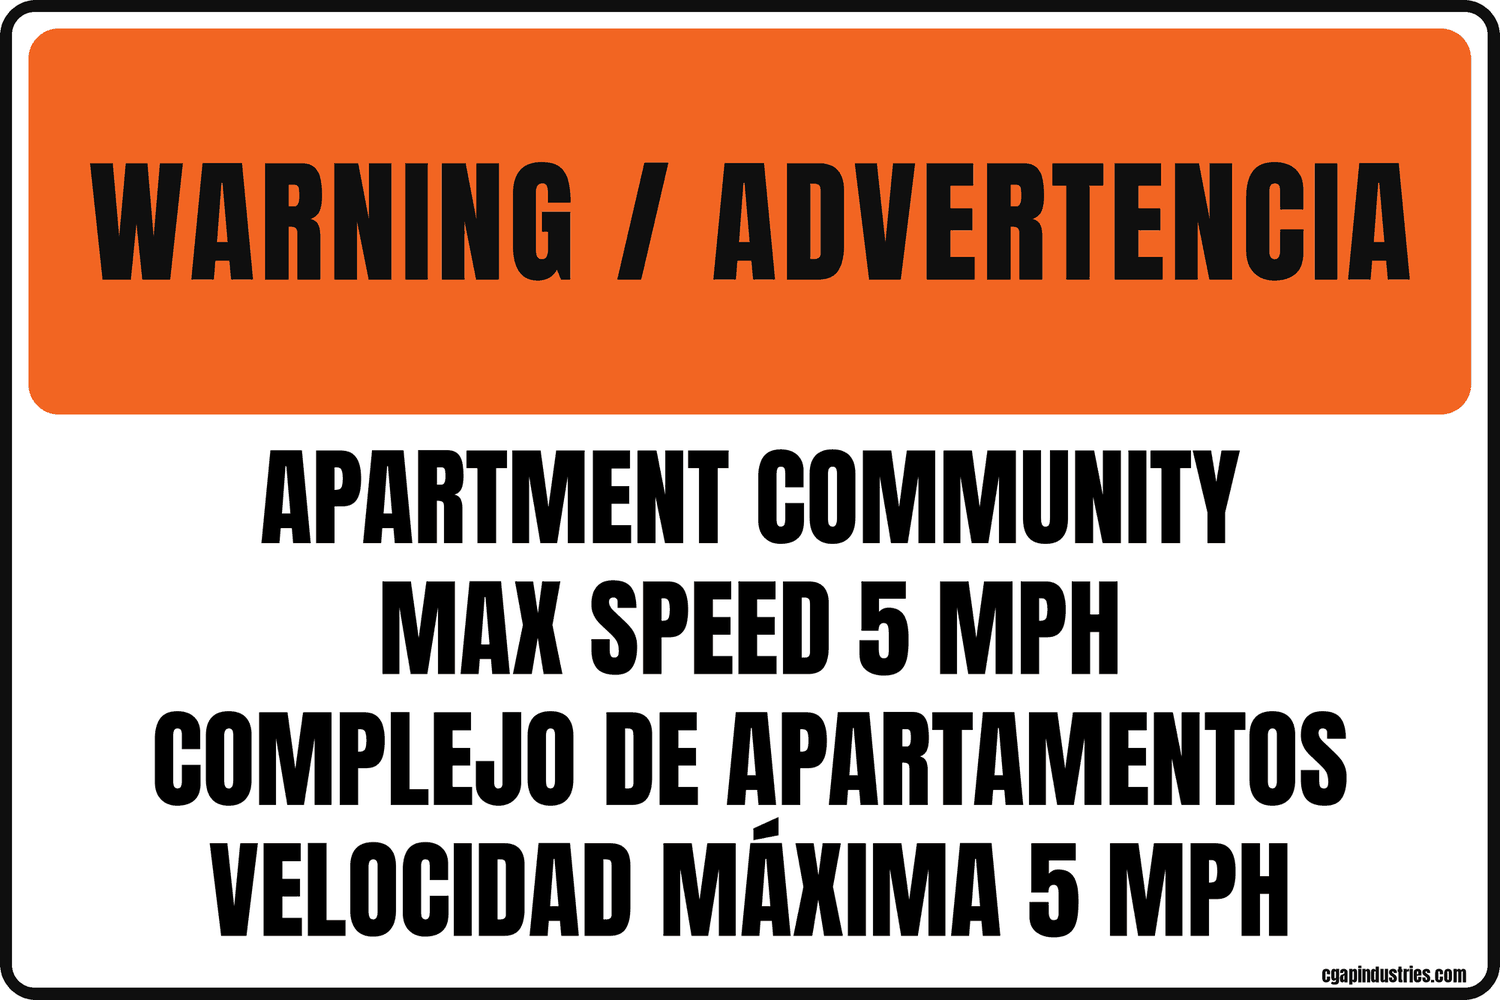 WARNING / ADVERTENCIA
APARTMENT COMMUNITY
MAX SPEED 5 MPH
COMPLEJO DE APARTAMENTOS
VELOCIDAD MÁXIMA 5 MPH
cgapindustries.com